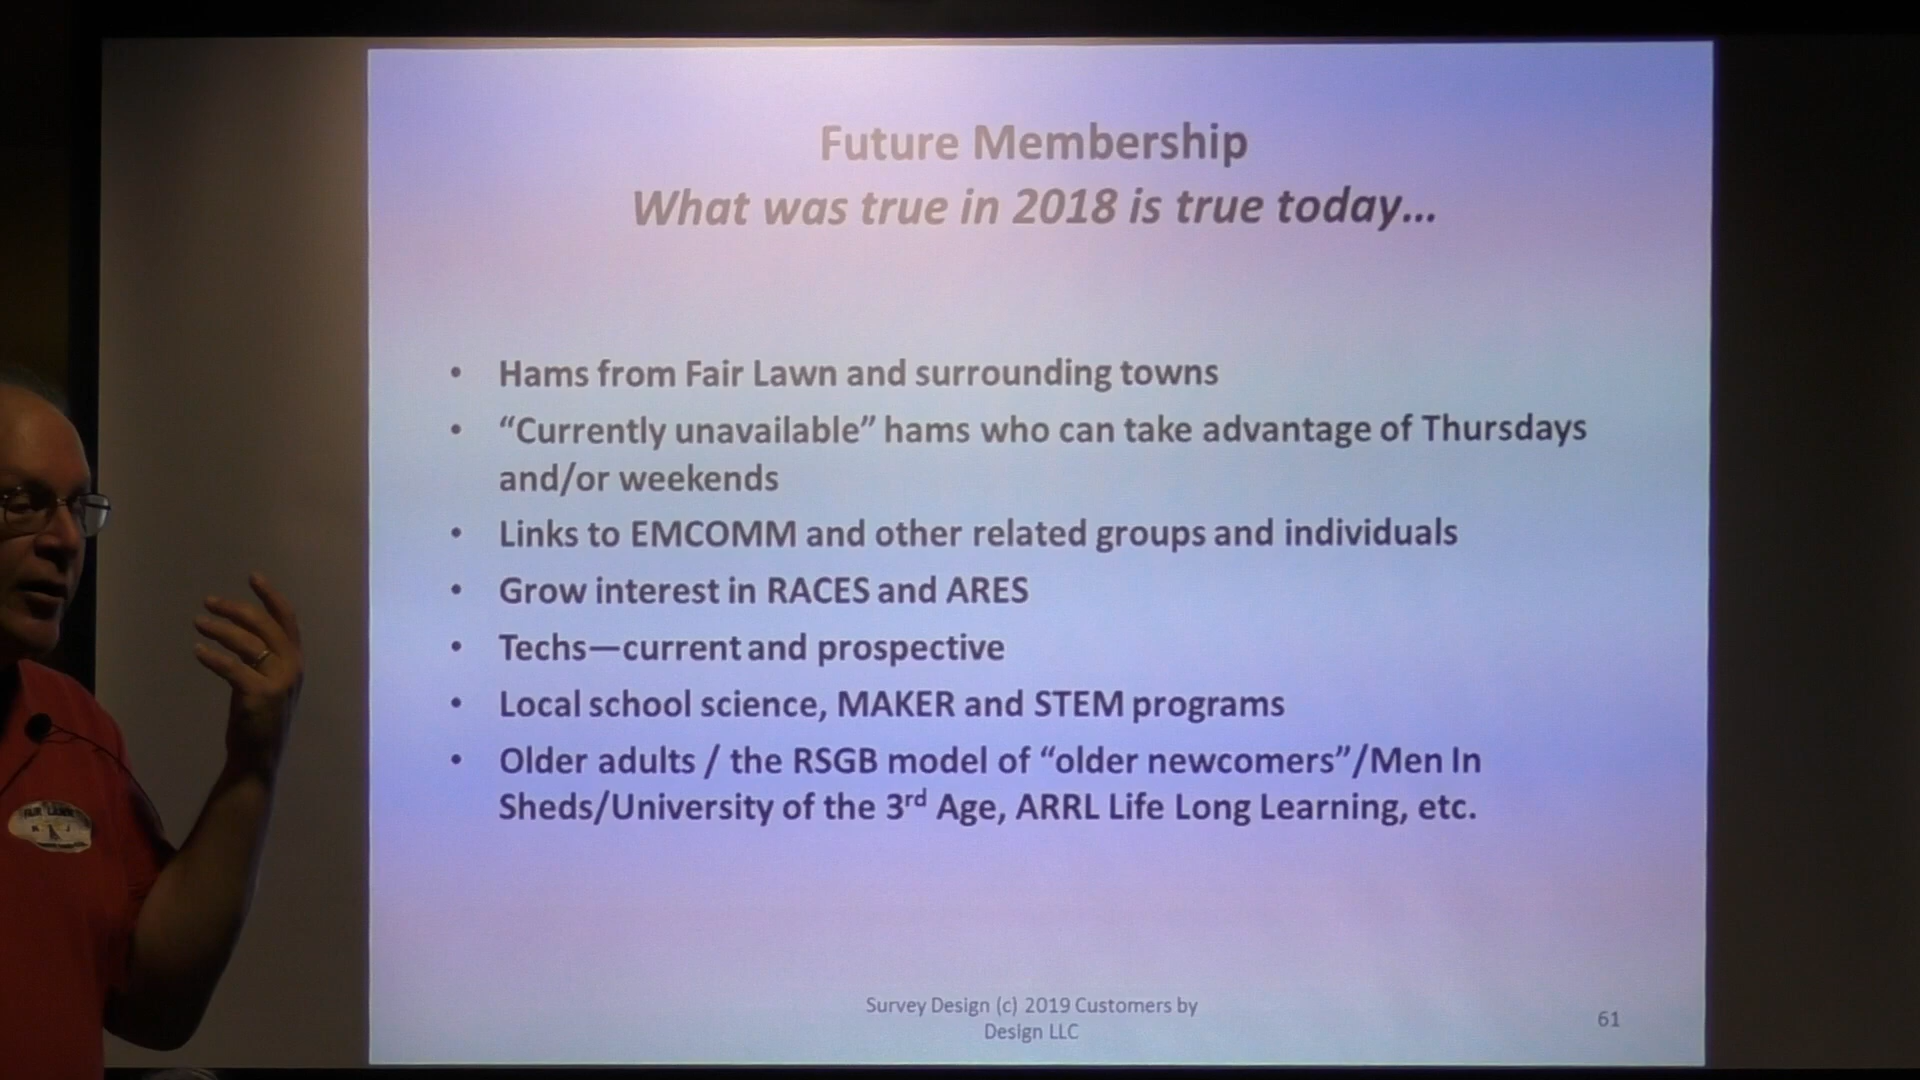 Future Membership
What was true in 2018 is true today...
• Hams from Fair Lawn and surrounding towns
• “Currently unavailable” hams who can take advantage of Thursdays
and/or weekends
• Links to EMCOMM and other related groups and individuals
• Grow interest in RACES and ARES
• Techs—current and prospective
• Local school science, MAKER and STEM programs
• Older adults / the RSGB model of “older newcomers”/Men In
Sheds/University of the 3rd Age, ARRL Life Long Learning, etc.
Survey Design (c) 2019 Customers by
Design LLC
61
FAIR LAWN